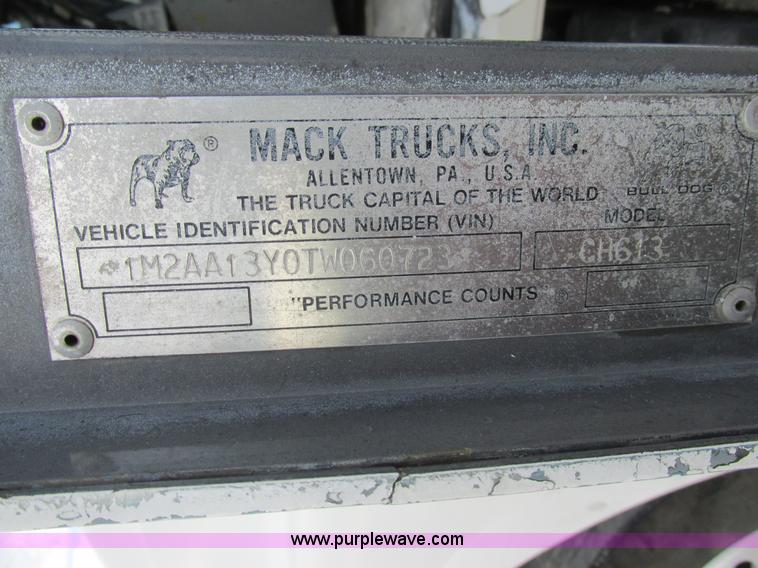 ® MACK TRUCKS, INC.
ALLENTOWN, PA., U.S.A.
THE TRUCK CAPITAL OF THE WORLD BULL DOG ®
VEHICLE IDENTIFICATION NUMBER (VIN) MODEL
*1M2AA13Y0TW060723* CH613
"PERFORMANCE COUNTS" ®
www.purplewave.com